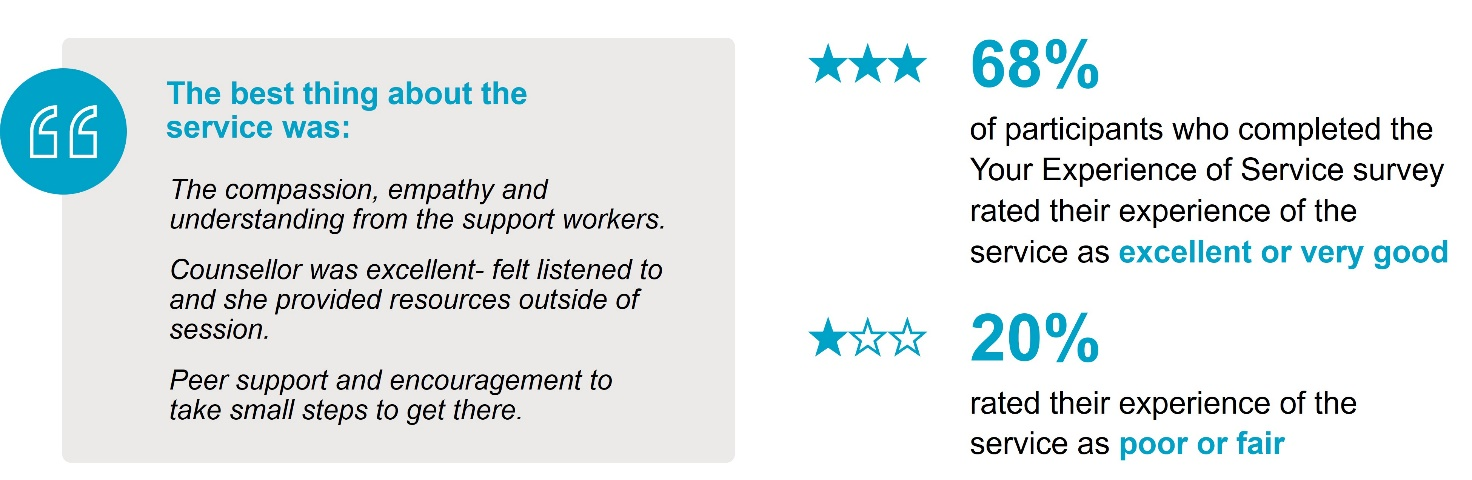 The best thing about the
service was:
The compassion, empathy and
understanding from the support workers.
Counsellor was excellent- felt listened to
and she provided resources outside of
session.
Peer support and encouragement to
take small steps to get there.
68%
of participants who completed the
Your Experience of Service survey
rated their experience of the
service as excellent or very good
20%
rated their experience of the
service as poor or fair